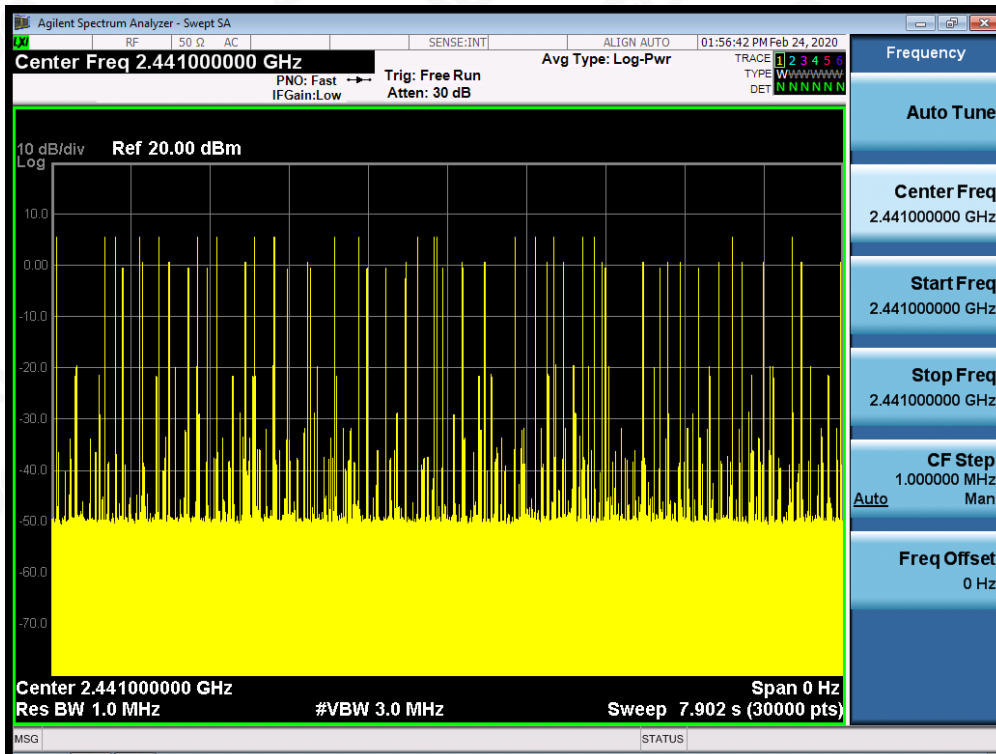 Agilent Spectrum Analyzer - Swept SA
LXI RF 50 Ω AC SENSE:INT ALIGN AUTO 01:56:42 PM Feb 24, 2020
Center Freq 2.441000000 GHz
PNO: Fast
IFGain:Low
Trig: Free Run
Atten: 30 dB
Avg Type: Log-Pwr
TRACE 1 2 3 4 5 6
TYPE W
DET N N N N N N
10 dB/div Ref 20.00 dBm
Log
10.0
0.00
-10.0
-20.0
-30.0
-40.0
-50.0
-60.0
-70.0
Center 2.441000000 GHz Span 0 Hz
Res BW 1.0 MHz #VBW 3.0 MHz Sweep 7.902 s (30000 pts)
MSG STATUS
Frequency
Auto Tune
Center Freq
2.441000000 GHz
Start Freq
2.441000000 GHz
Stop Freq
2.441000000 GHz
CF Step
1.000000 MHz
Auto Man
Freq Offset
0 Hz